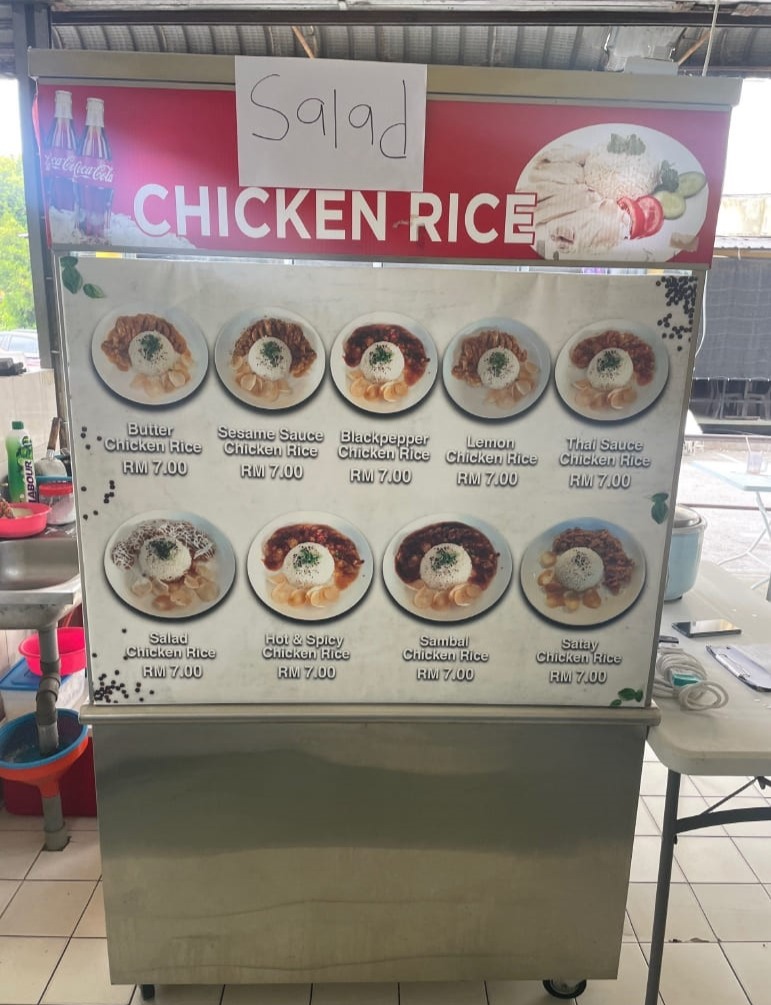 Salad
Coca-Cola
Coca-Cola
CHICKEN RICE
Butter
Chicken Rice
RM 7.00
Sesame Sauce
Chicken Rice
RM 7.00
Blackpepper
Chicken Rice
RM 7.00
Lemon
Chicken Rice
RM 7.00
Thai Sauce
Chicken Rice
RM 7.00
Salad
Chicken Rice
RM 7.00
Hot & Spicy
Chicken Rice
RM 7.00
Sambal
Chicken Rice
RM 7.00
Satay
Chicken Rice
RM 7.00